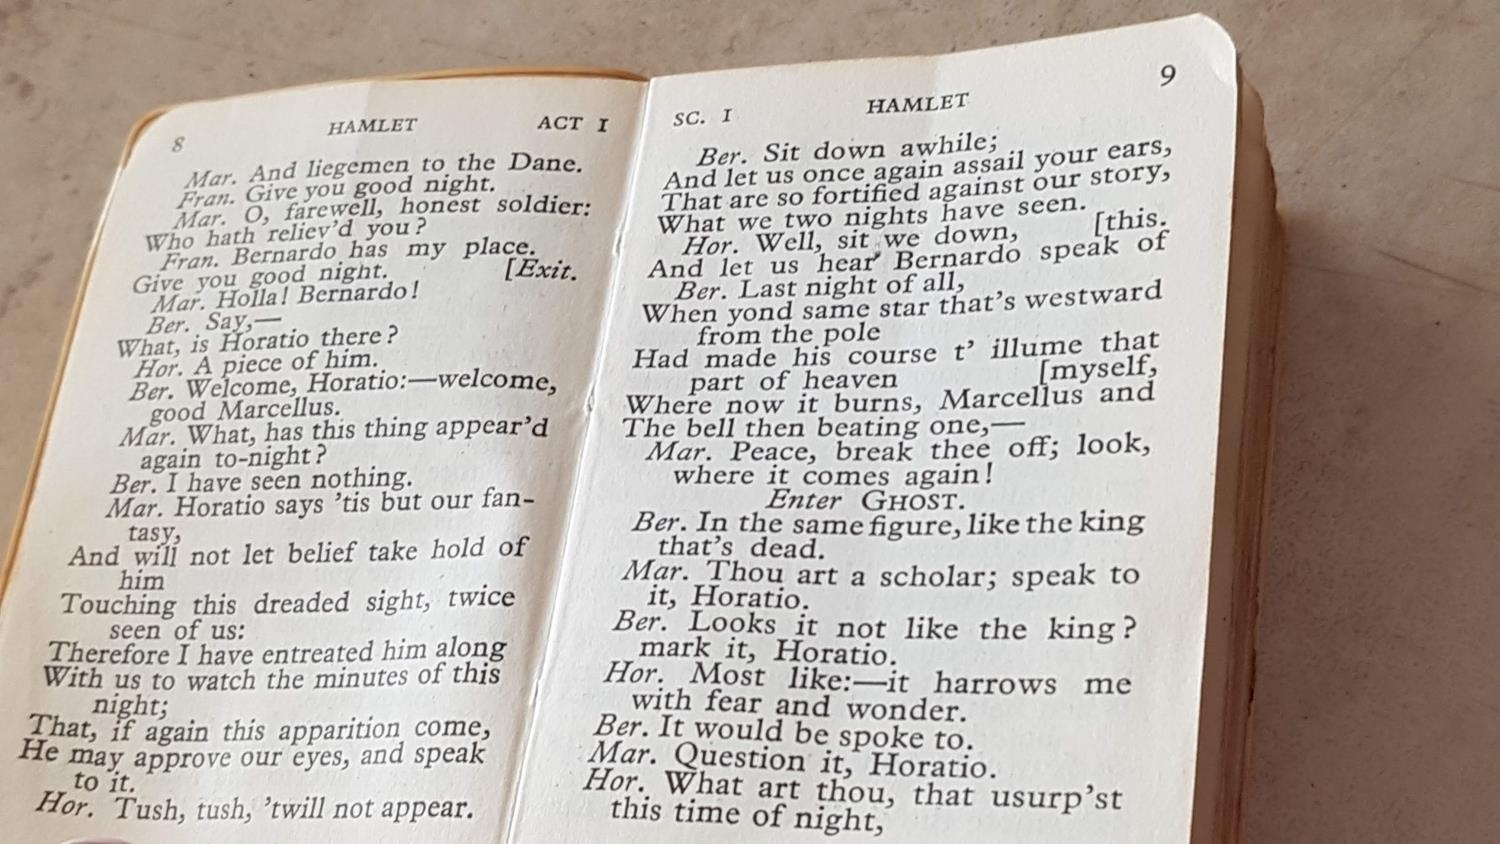 8 HAMLET ACT I
Mar. And liegemen to the Dane.
Fran. Give you good night.
Mar. O, farewell, honest soldier:
Who hath reliev'd you?
Fran. Bernardo has my place.
Give you good night. [Exit.
Mar. Holla! Bernardo!
Ber. Say,—
What, is Horatio there?
Hor. A piece of him.
Ber. Welcome, Horatio:—welcome,
good Marcellus.
Mar. What, has this thing appear'd
again to-night?
Ber. I have seen nothing.
Mar. Horatio says 'tis but our fan-
tasy,
And will not let belief take hold of
him
Touching this dreaded sight, twice
seen of us:
Therefore I have entreated him along
With us to watch the minutes of this
night;
That, if again this apparition come,
He may approve our eyes, and speak
to it.
Hor. Tush, tush, 'twill not appear.
SC. I HAMLET 9
Ber. Sit down awhile;
And let us once again assail your ears,
That are so fortified against our story,
What we two nights have seen.
Hor. Well, sit we down, [this.
And let us hear Bernardo speak of
Ber. Last night of all,
When yond same star that's westward
from the pole
Had made his course t' illume that
part of heaven [myself,
Where now it burns, Marcellus and
The bell then beating one,—
Mar. Peace, break thee off; look,
where it comes again!
Enter GHOST.
Ber. In the same figure, like the king
that's dead.
Mar. Thou art a scholar; speak to
it, Horatio.
Ber. Looks it not like the king?
mark it, Horatio.
Hor. Most like:—it harrows me
with fear and wonder.
Ber. It would be spoke to.
Mar. Question it, Horatio.
Hor. What art thou, that usurp'st
this time of night,